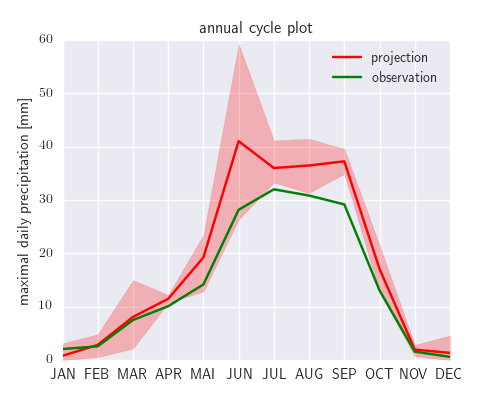 annual cycle plot
60
50
40
30
20
10
0
maximal daily precipitation [mm]
projection
observation
JAN FEB MAR APR MAI JUN JUL AUG SEP OCT NOV DEC